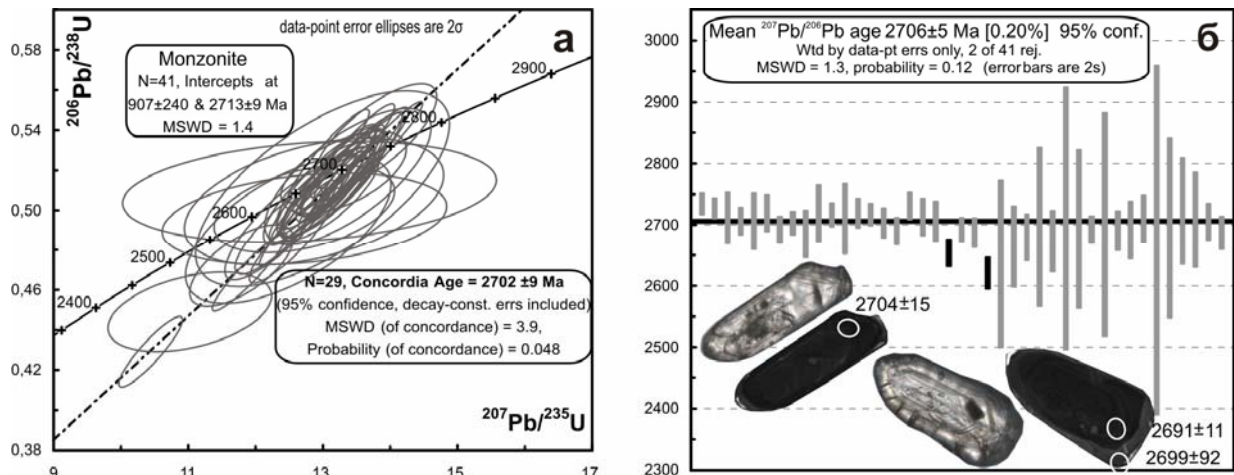 data-point error ellipses are 2σ
а
206Pb/238U
Monzonite
N=41, Intercepts at
907±240 & 2713±9 Ma
MSWD = 1.4
0,58
0,54
0,50
0,46
0,42
0,38
2900
2800
2700
2600
2500
2400
N=29, Concordia Age = 2702 ±9 Ma
(95% confidence, decay-const. errs included)
MSWD (of concordance) = 3.9,
Probability (of concordance) = 0.048
207Pb/235U
9 11 13 15 17
Mean 207Pb/206Pb age 2706±5 Ma [0.20%] 95% conf.
Wtd by data-pt errs only, 2 of 41 rej.
MSWD = 1.3, probability = 0.12 (error bars are 2s)
б
3000
2900
2800
2700
2600
2500
2400
2300
2704±15
2691±11
2699±92